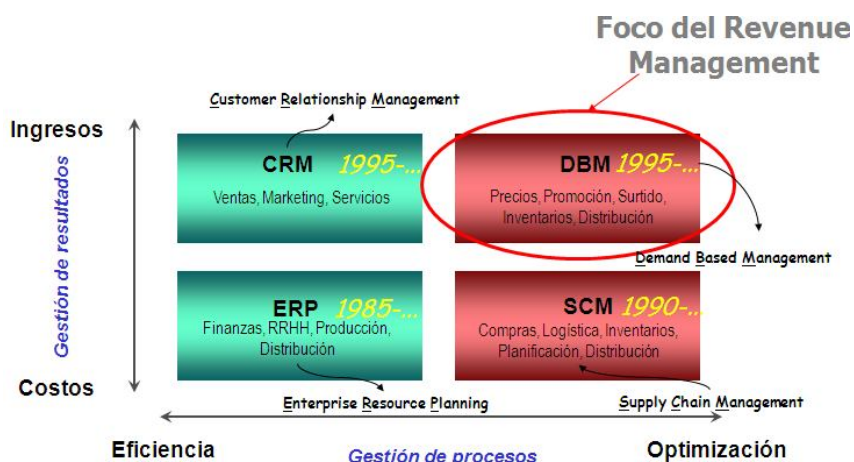 Foco del Revenue
Management
Customer Relationship Management
Ingresos
CRM 1995-...
Ventas, Marketing, Servicios
DBM 1995-...
Precios, Promoción, Surtido,
Inventarios, Distribución
Gestión de resultados
Demand Based Management
ERP 1985-...
Finanzas, RRHH, Producción,
Distribución
SCM 1990-...
Compras, Logística, Inventarios,
Planificación, Distribución
Costos
Enterprise Resource Planning
Supply Chain Management
Eficiencia
Gestión de procesos
Optimización